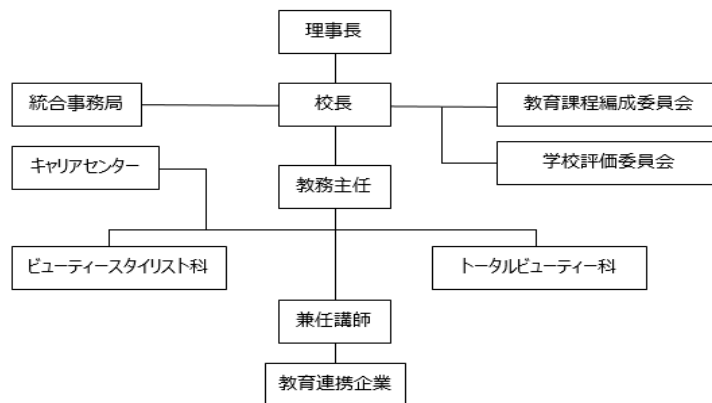 理事長
統合事務局
校長
教育課程編成委員会
キャリアセンター
学校評価委員会
教務主任
ビューティースタイリスト科
トータルビューティー科
兼任講師
教育連携企業